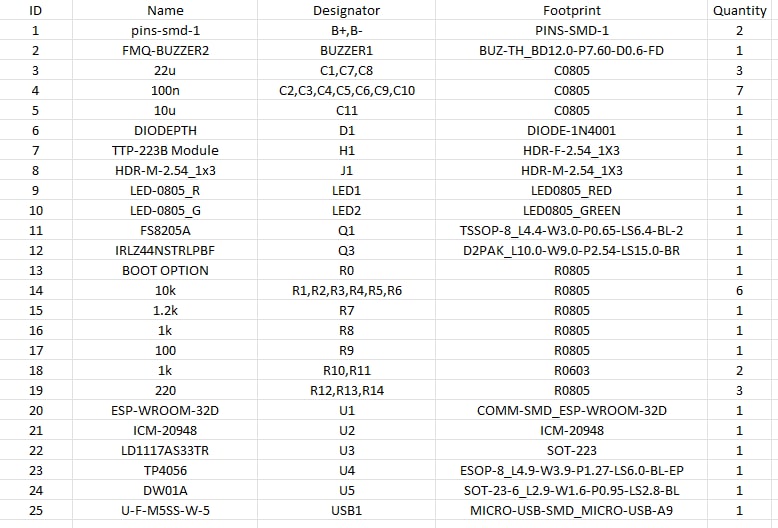 ID Name Designator Footprint Quantity
1 pins-smd-1 B+,B- PINS-SMD-1 2
2 FMQ-BUZZER2 BUZZER1 BUZ-TH_BD12.0-P7.60-D0.6-FD 1
3 22u C1,C7,C8 C0805 3
4 100n C2,C3,C4,C5,C6,C9,C10 C0805 7
5 10u C11 C0805 1
6 DIODEPTH D1 DIODE-1N4001 1
7 TTP-223B Module H1 HDR-F-2.54_1X3 1
8 HDR-M-2.54_1x3 J1 HDR-M-2.54_1X3 1
9 LED-0805_R LED1 LED0805_RED 1
10 LED-0805_G LED2 LED0805_GREEN 1
11 FS8205A Q1 TSSOP-8_L4.4-W3.0-P0.65-LS6.4-BL-2 1
12 IRLZ44NSTRLPBF Q3 D2PAK_L10.0-W9.0-P2.54-LS15.0-BR 1
13 BOOT OPTION R0 R0805 1
14 10k R1,R2,R3,R4,R5,R6 R0805 6
15 1.2k R7 R0805 1
16 1k R8 R0805 1
17 100 R9 R0805 1
18 1k R10,R11 R0603 2
19 220 R12,R13,R14 R0805 3
20 ESP-WROOM-32D U1 COMM-SMD_ESP-WROOM-32D 1
21 ICM-20948 U2 ICM-20948 1
22 LD1117AS33TR U3 SOT-223 1
23 TP4056 U4 ESOP-8_L4.9-W3.9-P1.27-LS6.0-BL-EP 1
24 DW01A U5 SOT-23-6_L2.9-W1.6-P0.95-LS2.8-BL 1
25 U-F-M5SS-W-5 USB1 MICRO-USB-SMD_MICRO-USB-A9 1